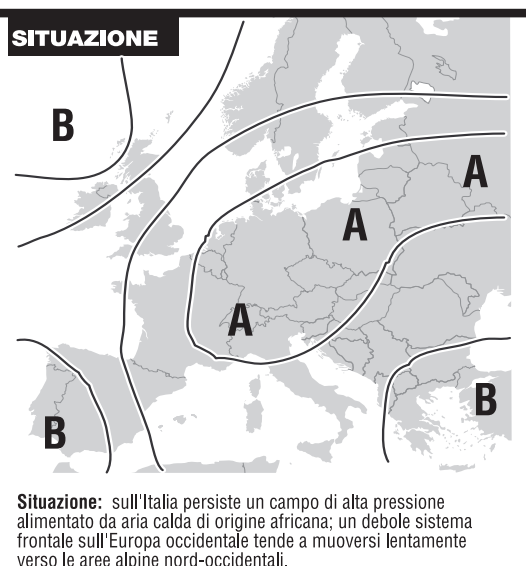 SITUAZIONE
B
A
A
A
B
B
Situazione: sull'Italia persiste un campo di alta pressione
alimentato da aria calda di origine africana; un debole sistema
frontale sull'Europa occidentale tende a muoversi lentamente
verso le aree alpine nord-occidentali.